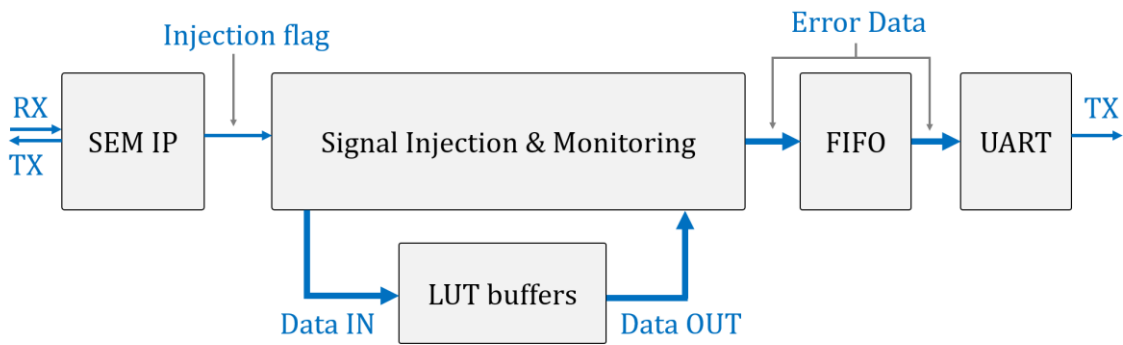 Injection flag
Error Data
RX
TX
SEM IP
Signal Injection & Monitoring
FIFO
UART
TX
LUT buffers
Data IN
Data OUT